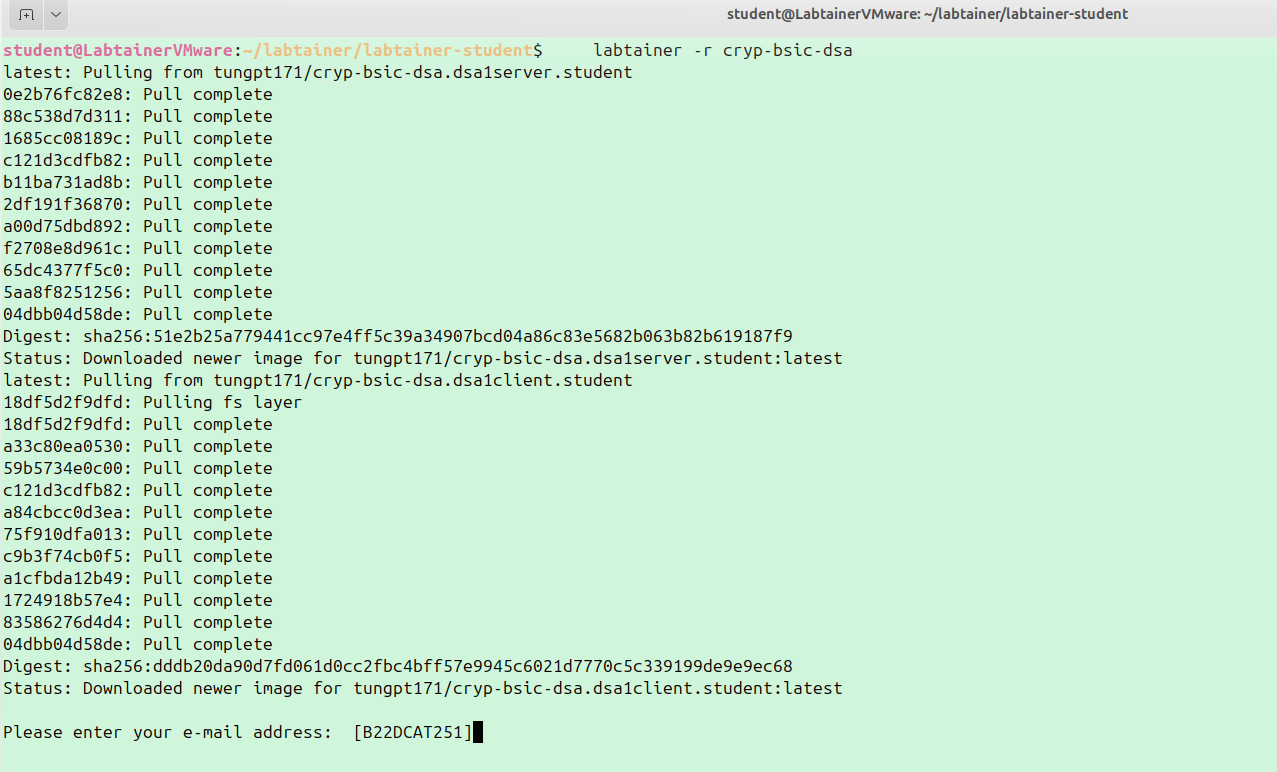 student@LabtainerVMware: ~/labtainer/labtainer-student
student@LabtainerVMware:~/labtainer/labtainer-student$     labtainer -r cryp-bsic-dsa
latest: Pulling from tungpt171/cryp-bsic-dsa.dsa1server.student
0e2b76fc82e8: Pull complete
88c538d7d311: Pull complete
1685cc08189c: Pull complete
c121d3cdfb82: Pull complete
b11ba731ad8b: Pull complete
2df191f36870: Pull complete
a00d75dbd892: Pull complete
f2708e8d961c: Pull complete
65dc4377f5c0: Pull complete
5aa8f8251256: Pull complete
04dbb04d58de: Pull complete
Digest: sha256:51e2b25a779441cc97e4ff5c39a34907bcd04a86c83e5682b063b82b619187f9
Status: Downloaded newer image for tungpt171/cryp-bsic-dsa.dsa1server.student:latest
latest: Pulling from tungpt171/cryp-bsic-dsa.dsa1client.student
18df5d2f9dfd: Pulling fs layer
18df5d2f9dfd: Pull complete
a33c80ea0530: Pull complete
59b5734e0c00: Pull complete
c121d3cdfb82: Pull complete
a84cbcc0d3ea: Pull complete
75f910dfa013: Pull complete
c9b3f74cb0f5: Pull complete
a1cfbda12b49: Pull complete
1724918b57e4: Pull complete
83586276d4d4: Pull complete
04dbb04d58de: Pull complete
Digest: sha256:dddb20da90d7fd061d0cc2fbc4bff57e9945c6021d7770c5c339199de9e9ec68
Status: Downloaded newer image for tungpt171/cryp-bsic-dsa.dsa1client.student:latest
Please enter your e-mail address:  [B22DCAT251]